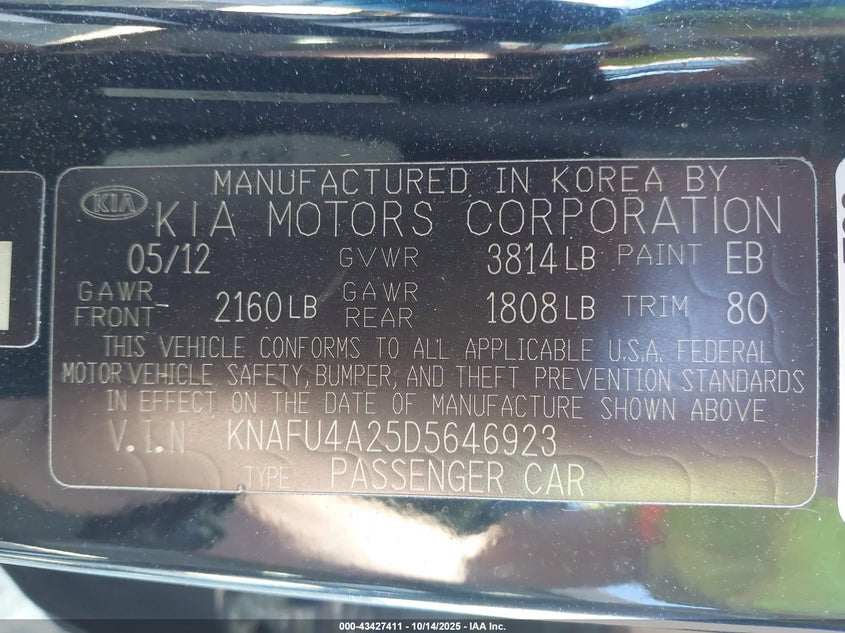 MANUFACTURED IN KOREA BY
KIA KIA MOTORS CORPORATION
05/12 GVWR 3814 LB PAINT EB
GAWR FRONT 2160 LB GAWR REAR 1808 LB TRIM 80
THIS VEHICLE CONFORMS TO ALL APPLICABLE U.S.A. FEDERAL
MOTOR VEHICLE SAFETY, BUMPER, AND THEFT PREVENTION STANDARDS
IN EFFECT ON THE DATE OF MANUFACTURE SHOWN ABOVE
V.I.N KNAFU4A25D5646923
TYPE PASSENGER CAR
000-43427411 - 10/14/2025 - IAA Inc.